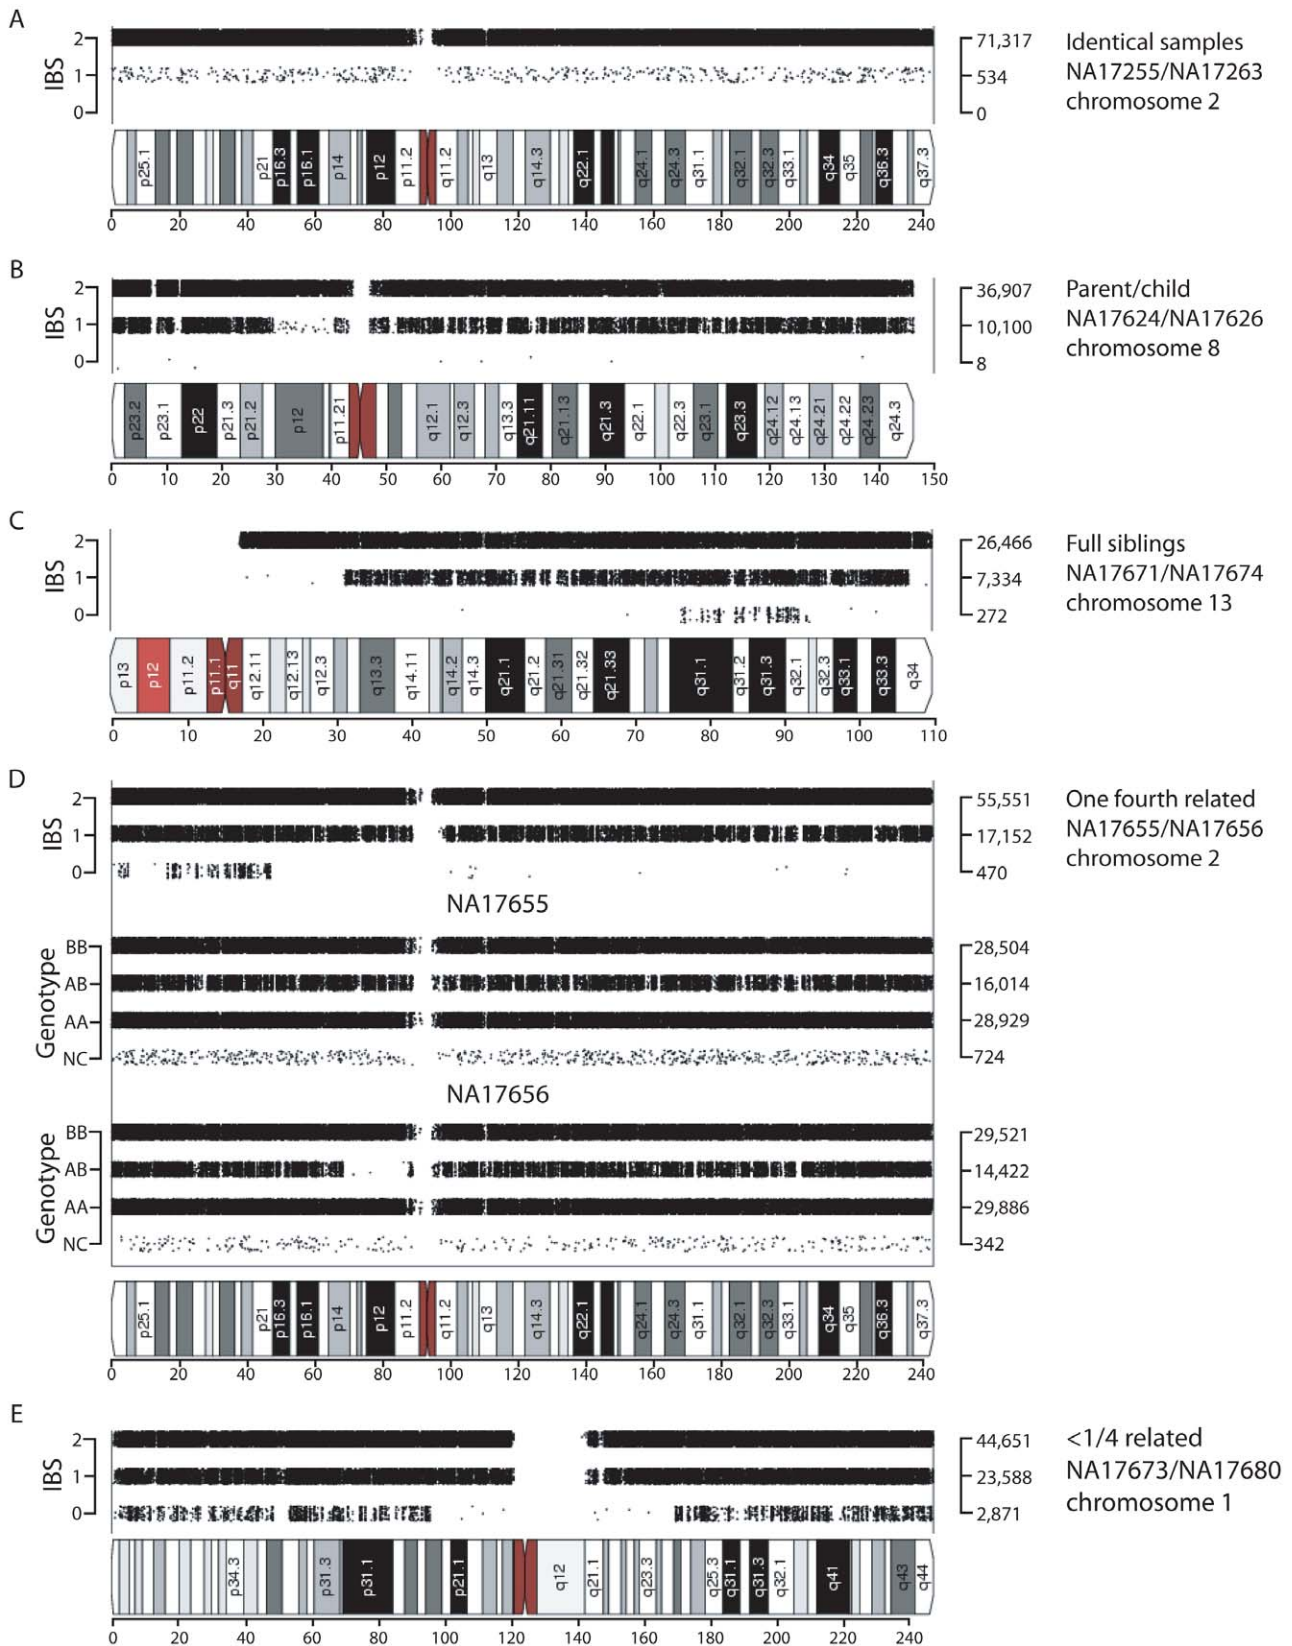 A
IBS
2
1
0
71,317
534
0
Identical samples
NA17255/NA17263
chromosome 2
p25.1 p21 p16.3 p16.1 p14 p12 p11.2 q11.2 q13 q14.3 q22.1 q24.1 q24.3 q31.1 q32.1 q32.3 q33.1 q34 q35 q36.3 q37.3
0 20 40 60 80 100 120 140 160 180 200 220 240
B
IBS
2
1
0
36,907
10,100
8
Parent/child
NA17624/NA17626
chromosome 8
p23.2 p23.1 p22 p21.3 p21.2 p12 p11.21 q12.1 q12.3 q13.3 q21.11 q21.13 q21.3 q22.1 q22.3 q23.1 q23.3 q24.12 q24.13 q24.21 q24.22 q24.23 q24.3
0 10 20 30 40 50 60 70 80 90 100 110 120 130 140 150
C
IBS
2
1
0
26,466
7,334
272
Full siblings
NA17671/NA17674
chromosome 13
p13 p12 p11.2 p11.1 q11 q12.11 q12.13 q12.3 q13.3 q14.11 q14.2 q14.3 q21.1 q21.2 q21.31 q21.32 q21.33 q31.1 q31.2 q31.3 q32.1 q32.3 q33.1 q33.3 q34
0 10 20 30 40 50 60 70 80 90 100 110
D
IBS
2
1
0
55,551
17,152
470
One fourth related
NA17655/NA17656
chromosome 2
NA17655
Genotype
BB
AB
AA
NC
28,504
16,014
28,929
724
NA17656
Genotype
BB
AB
AA
NC
29,521
14,422
29,886
342
p25.1 p21 p16.3 p16.1 p14 p12 p11.2 q11.2 q13 q14.3 q22.1 q24.1 q24.3 q31.1 q32.1 q32.3 q33.1 q34 q35 q36.3 q37.3
0 20 40 60 80 100 120 140 160 180 200 220 240
E
IBS
2
1
0
44,651
23,588
2,871
<1/4 related
NA17673/NA17680
chromosome 1
p34.3 p31.3 p31.1 p21.1 q12 q21.1 q23.3 q25.3 q31.1 q31.3 q32.1 q41 q43 q44
0 20 40 60 80 100 120 140 160 180 200 220 240